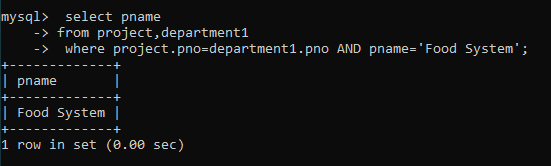 mysql>  select pname
    -> from project,department1
    ->  where project.pno=department1.pno AND pname='Food System';
+-------------+
| pname       |
+-------------+
| Food System |
+-------------+
1 row in set (0.00 sec)